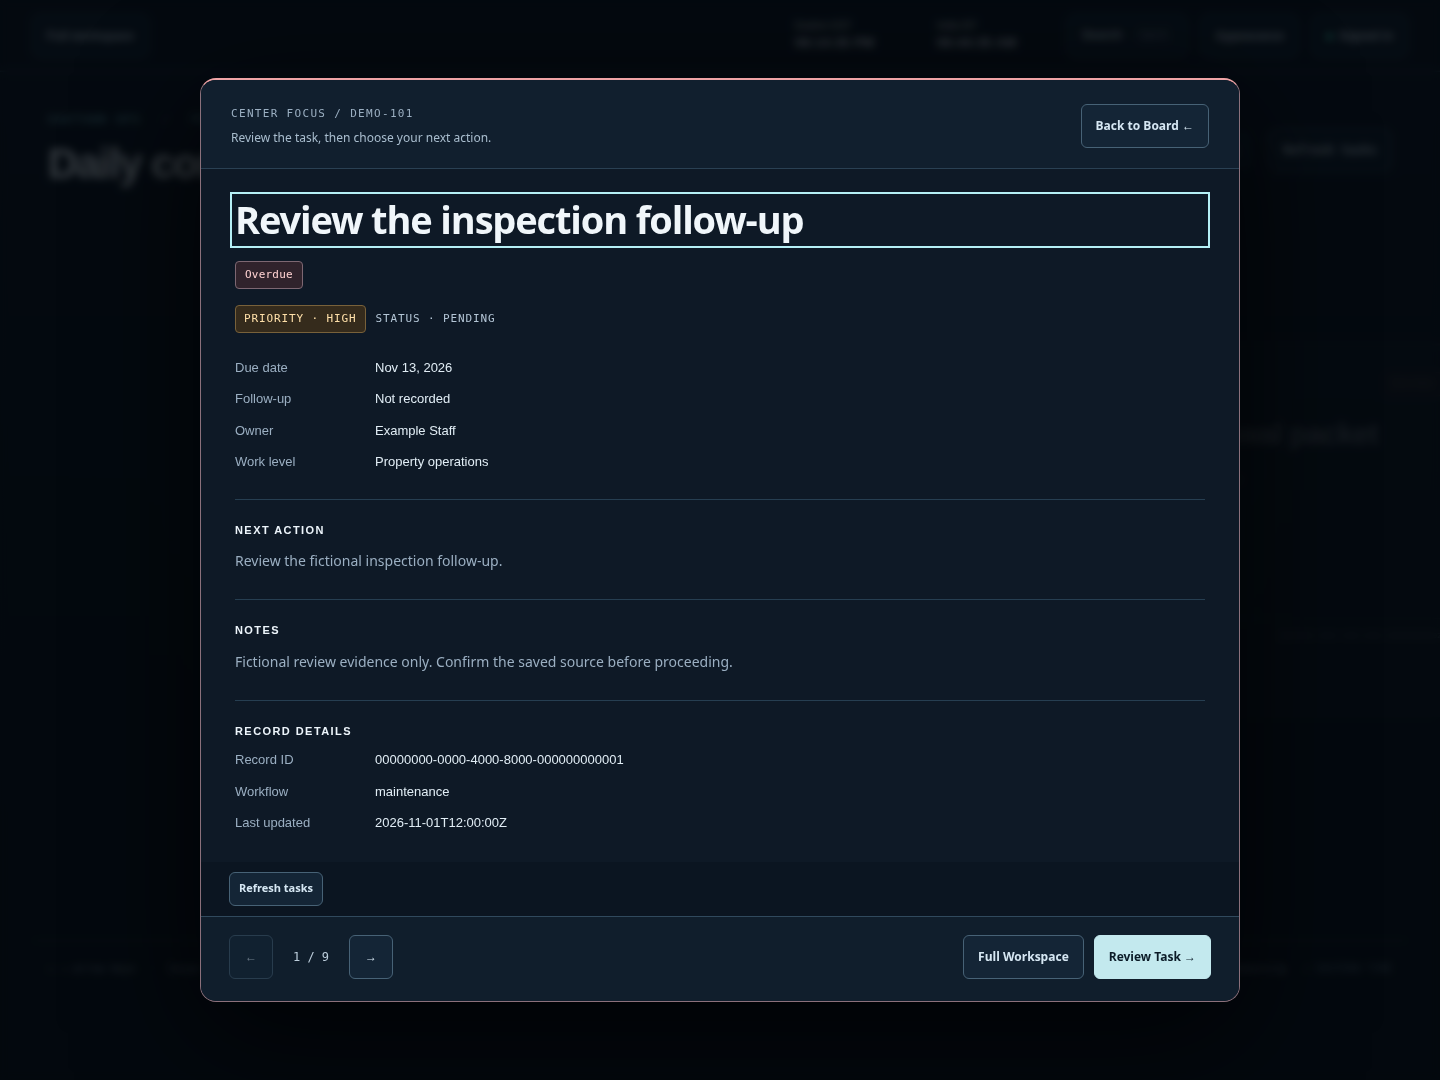 CENTER FOCUS / DEMO-101
Review the task, then choose your next action.
Back to Board ←
Daily co
Review the inspection follow-up
Overdue
PRIORITY · HIGH STATUS · PENDING
Due date Nov 13, 2026
Follow-up Not recorded
Owner Example Staff
Work level Property operations
NEXT ACTION
Review the fictional inspection follow-up.
NOTES
Fictional review evidence only. Confirm the saved source before proceeding.
RECORD DETAILS
Record ID 00000000-0000-4000-8000-000000000001
Workflow maintenance
Last updated 2026-11-01T12:00:00Z
Refresh tasks
← 1 / 9 → Full Workspace Review Task →